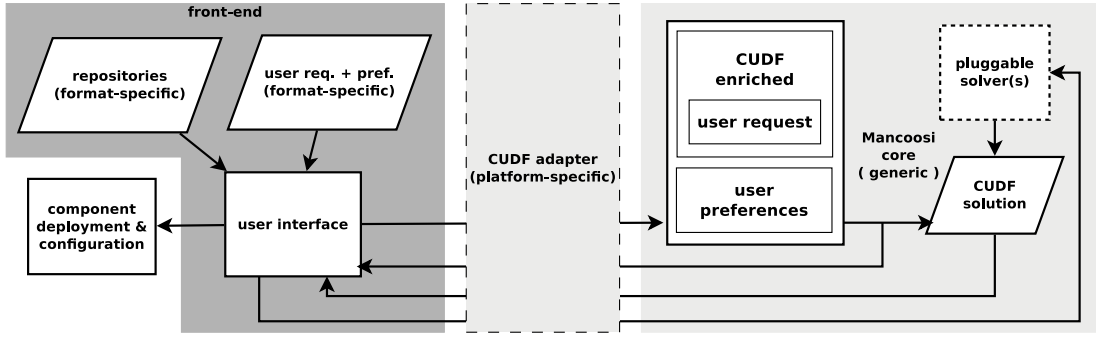 front-end
repositories
(format-specific)
user req. + pref.
(format-specific)
component
deployment &
configuration
user interface
CUDF adapter
(platform-specific)
CUDF
enriched
user request
user
preferences
Mancoosi
core
( generic )
pluggable
solver(s)
CUDF
solution